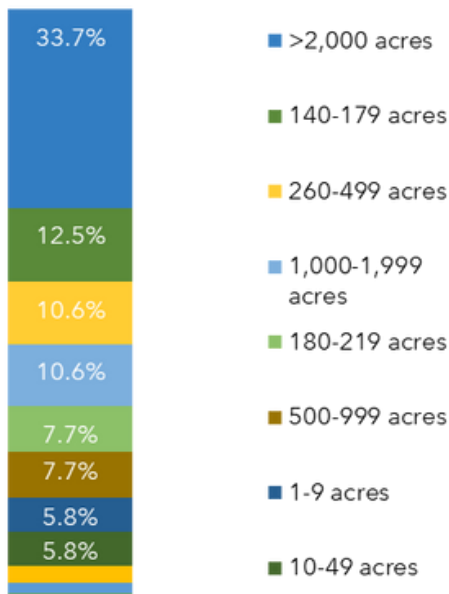 33.7%
12.5%
10.6%
10.6%
7.7%
7.7%
5.8%
5.8%
>2,000 acres
140-179 acres
260-499 acres
1,000-1,999
acres
180-219 acres
500-999 acres
1-9 acres
10-49 acres